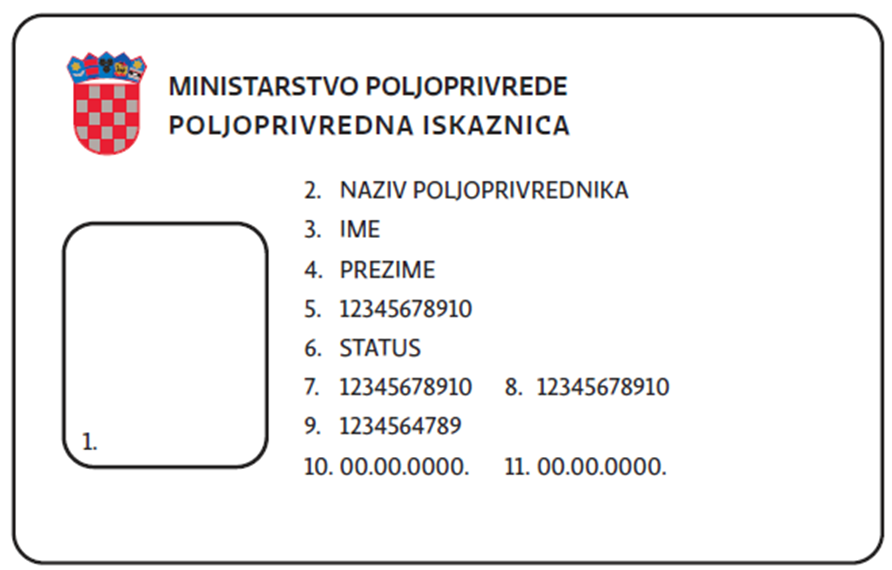 MINISTARSTVO POLJOPRIVREDE
POLJOPRIVREDNA ISKAZNICA
2. NAZIV POLJOPRIVREDNIKA
3. IME
4. PREZIME
5. 12345678910
6. STATUS
7. 12345678910 8. 12345678910
9. 1234564789
1.
10. 00.00.0000. 11. 00.00.0000.